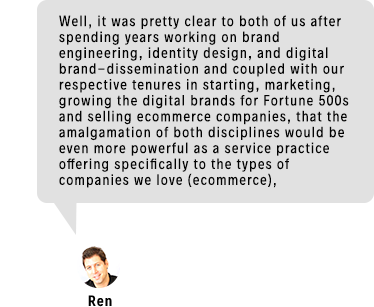 Well, it was pretty clear to both of us after
spending years working on brand
engineering, identity design, and digital
brand–dissemination and coupled with our
respective tenures in starting, marketing,
growing the digital brands for Fortune 500s
and selling ecommerce companies, that the
amalgamation of both disciplines would be
even more powerful as a service practice
offering specifically to the types of
companies we love (ecommerce),
Ren